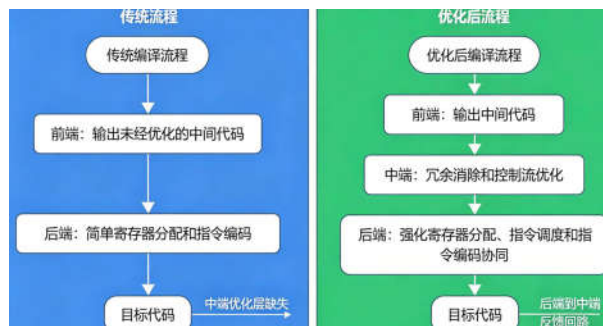 传统流程
传统编译流程
前端：输出未经优化的中间代码
后端：简单寄存器分配和指令编码
目标代码
中端优化层缺失
优化后流程
优化后编译流程
前端：输出中间代码
中端：冗余消除和控制流优化
后端：强化寄存器分配、指令调度和指
令编码协同
目标代码
后端到中端
反馈回路